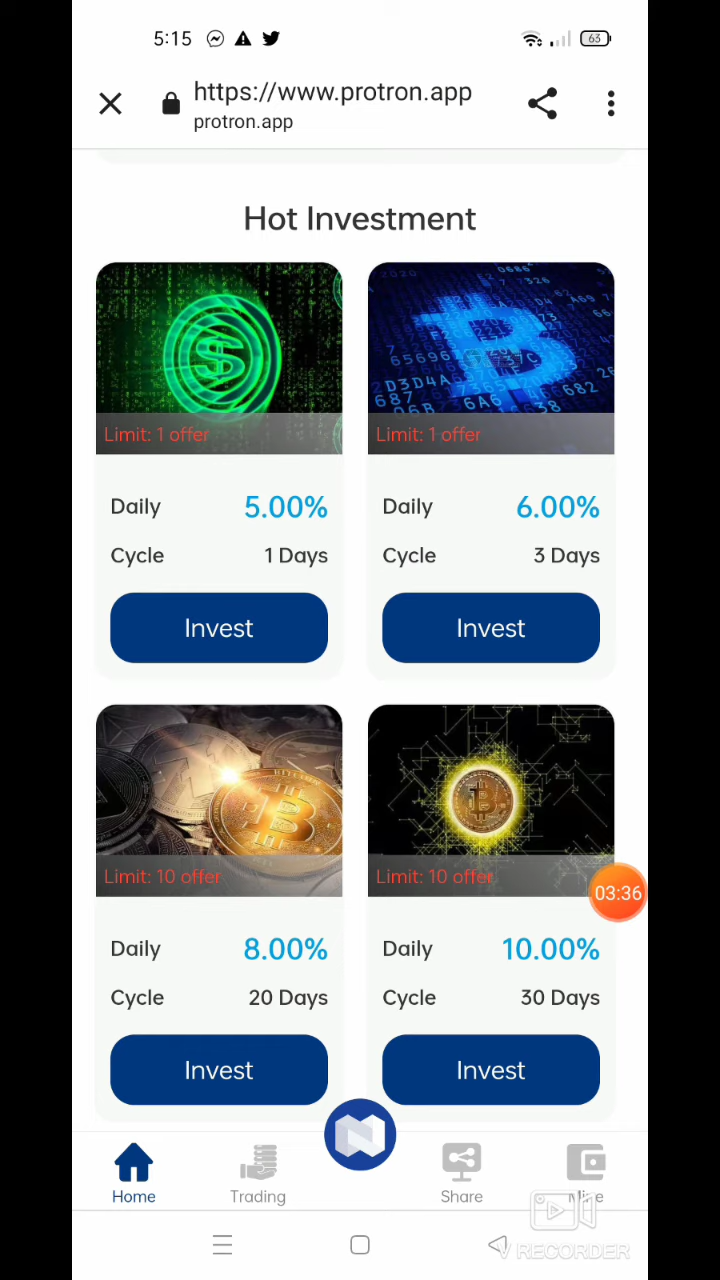 5:15
63
https://www.protron.app
protron.app
Hot Investment
Limit: 1 offer
Limit: 1 offer
Daily 5.00%
Daily 6.00%
Cycle 1 Days
Cycle 3 Days
Invest
Invest
Limit: 10 offer
Limit: 10 offer
03:36
Daily 8.00%
Daily 10.00%
Cycle 20 Days
Cycle 30 Days
Invest
Invest
Home
Trading
Share
Mine
V RECORDER